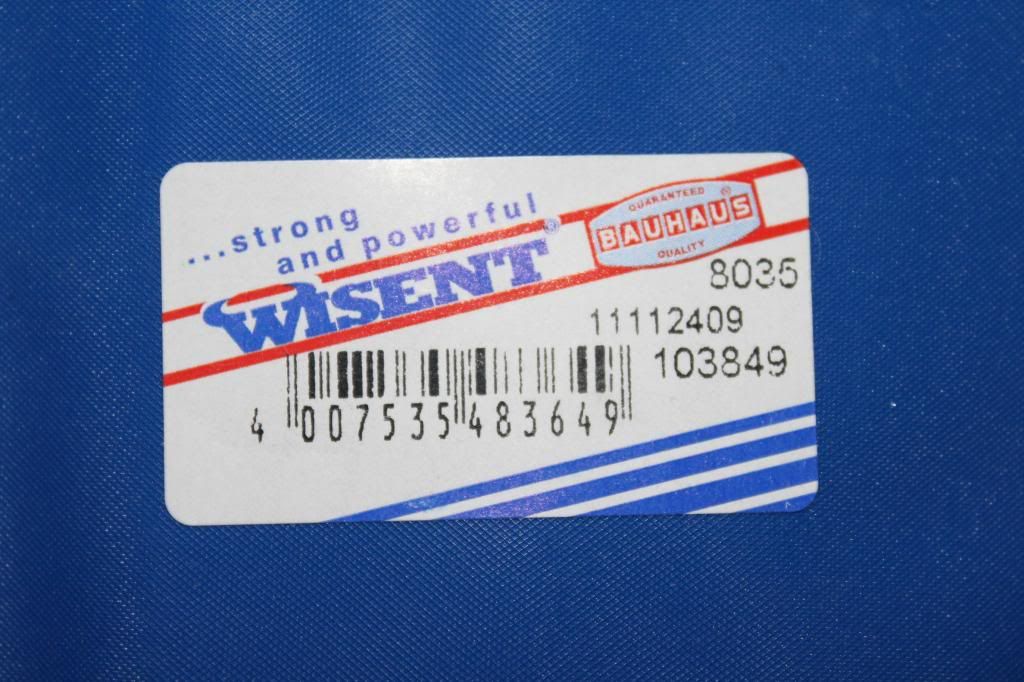 ...strong
and powerful
WISENT®
GUARANTEED ®
BAUHAUS
QUALITY
8035
11112409
103849
4 007535 483649